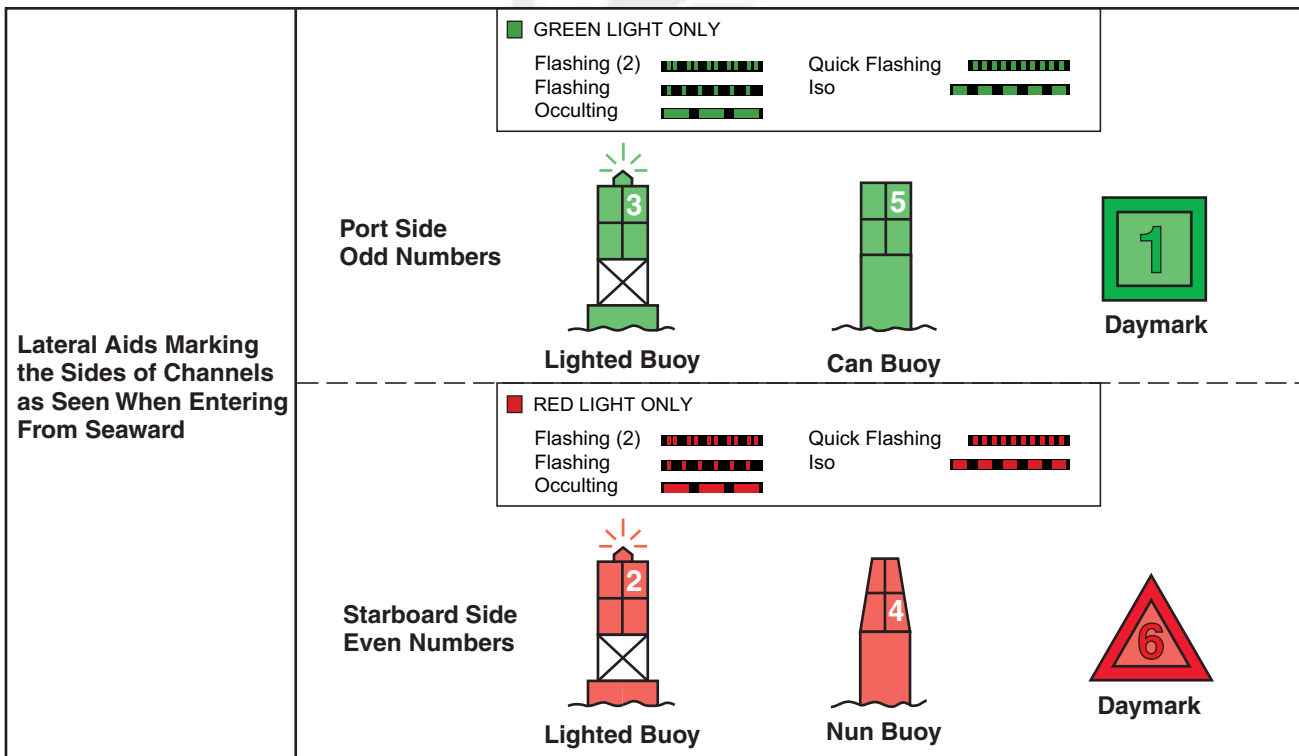 Lateral Aids Marking
the Sides of Channels
as Seen When Entering
From Seaward
GREEN LIGHT ONLY
Flashing (2)
Quick Flashing
Flashing
Iso
Occulting
Port Side
Odd Numbers
3
5
1
Lighted Buoy
Can Buoy
Daymark
RED LIGHT ONLY
Flashing (2)
Quick Flashing
Flashing
Iso
Occulting
Starboard Side
Even Numbers
2
4
6
Lighted Buoy
Nun Buoy
Daymark